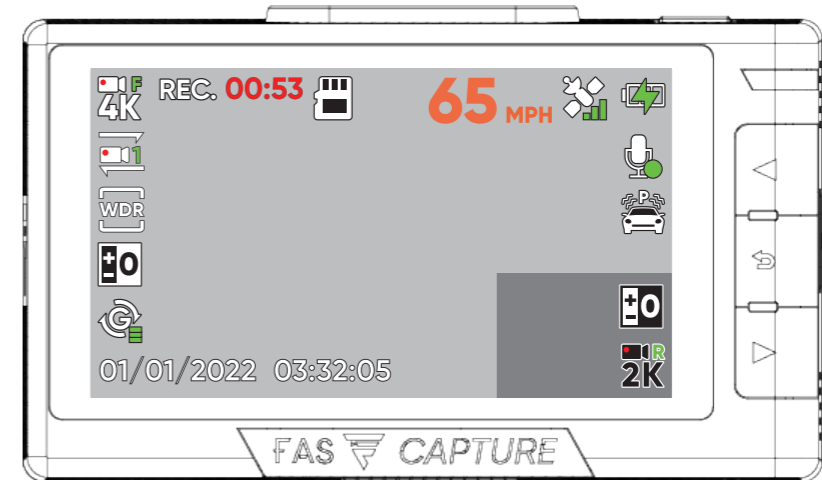 F
4K REC. 00:53 65 MPH
1
WDR
P
±0
±0
G
01/01/2022 03:32:05
R
2K
FAS CAPTURE